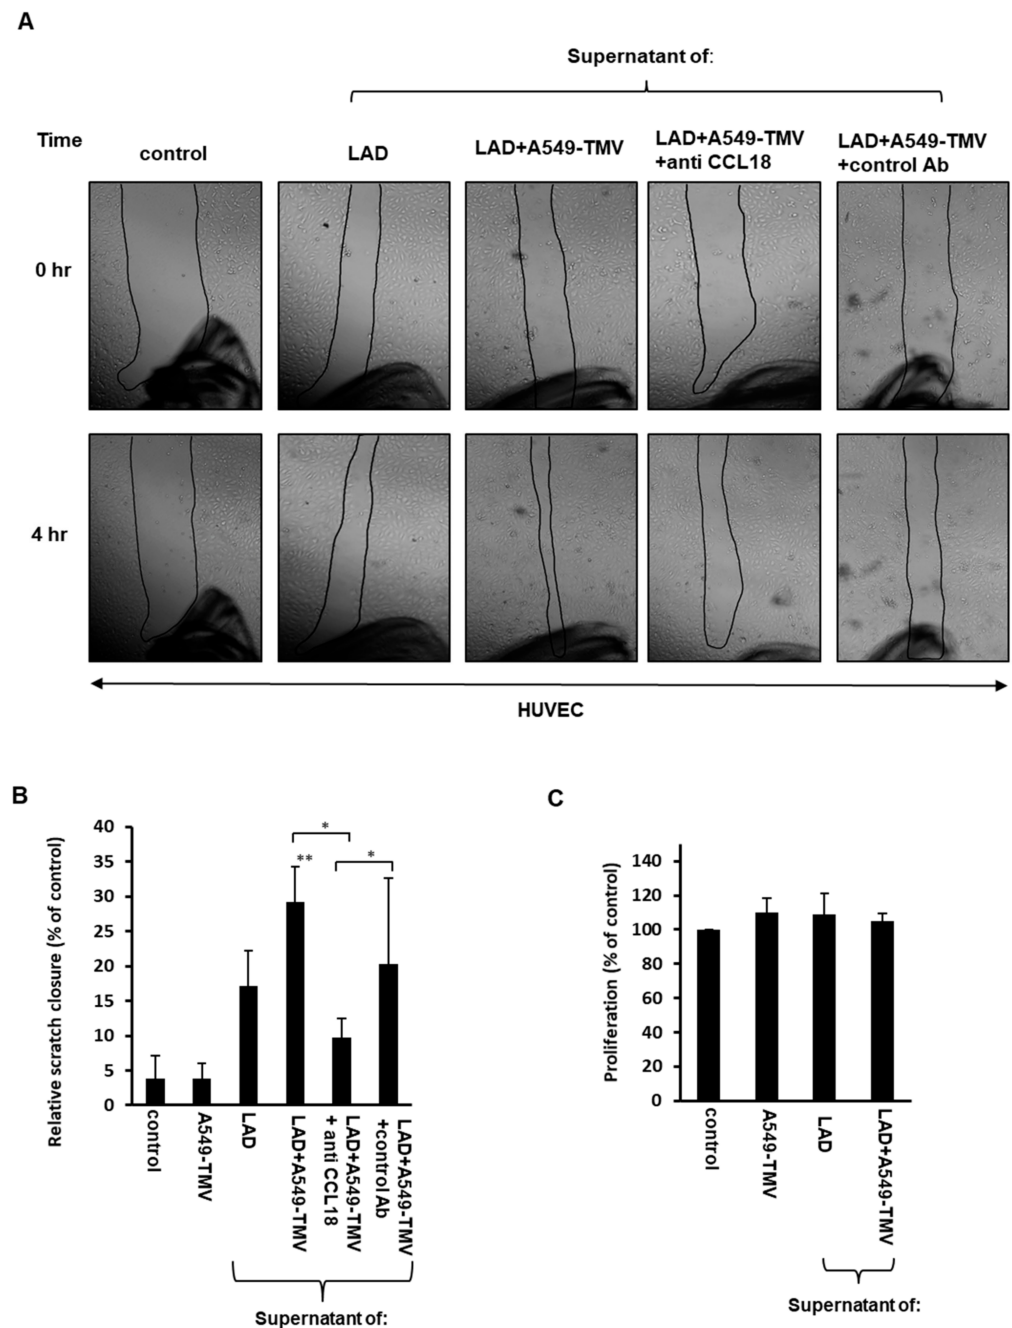 A
Supernatant of:
Time
control
LAD
LAD+A549-TMV
LAD+A549-TMV
+anti CCL18
LAD+A549-TMV
+control Ab
0 hr
4 hr
HUVEC
B
Relative scratch closure (% of control)
40
35
30
25
20
15
10
5
0
*
**
*
control
A549-TMV
LAD
LAD+A549-TMV
LAD+A549-TMV
+ anti CCL18
LAD+A549-TMV
+control Ab
Supernatant of:
C
Proliferation (% of control)
140
120
100
80
60
40
20
0
control
A549-TMV
LAD
LAD+A549-TMV
Supernatant of: